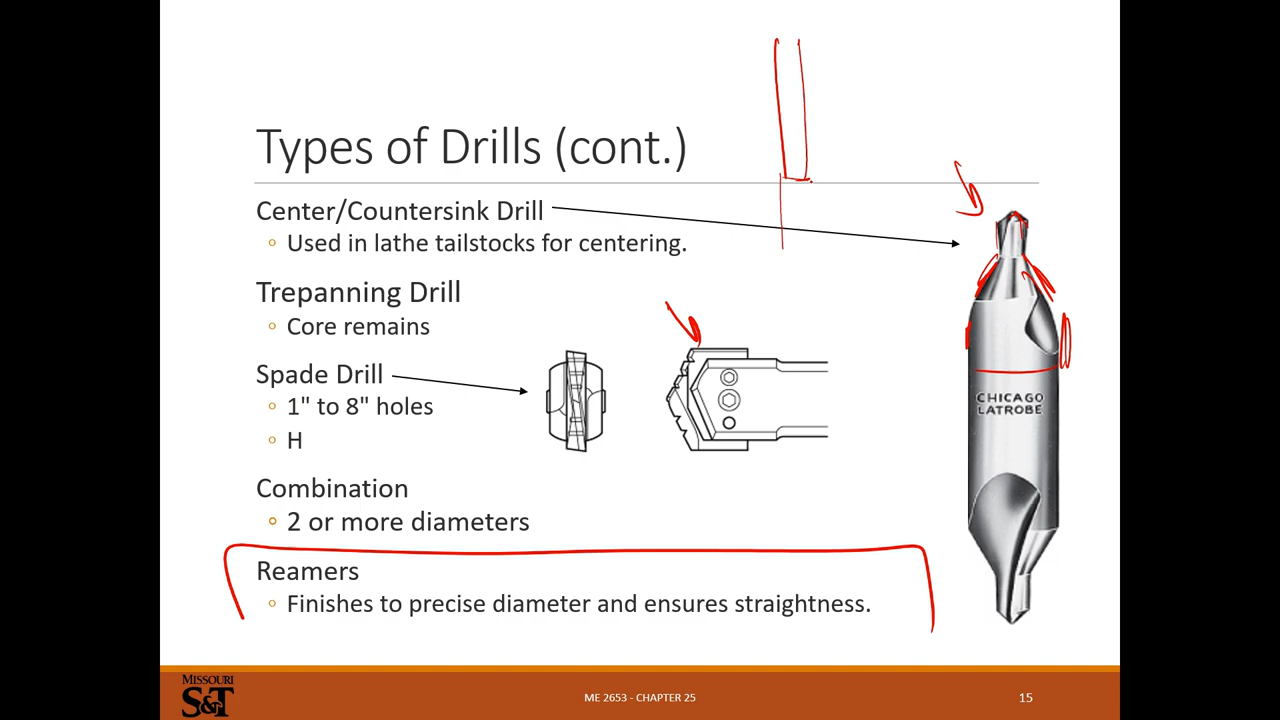 Types of Drills (cont.)
Center/Countersink Drill
◦ Used in lathe tailstocks for centering.
Trepanning Drill
◦ Core remains
Spade Drill
◦ 1" to 8" holes
◦ H
Combination
◦ 2 or more diameters
Reamers
◦ Finishes to precise diameter and ensures straightness.
CHICAGO
LATROBE
MISSOURI
S&T
ME 2653 - CHAPTER 25
15